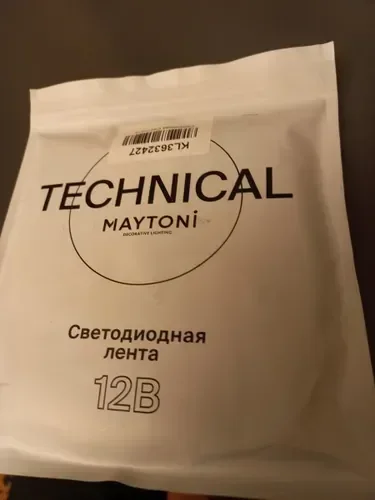 KL3632427
TECHNICAL
MAYTONi
DECORATIVE LIGHTING
Светодиодная
лента
12В